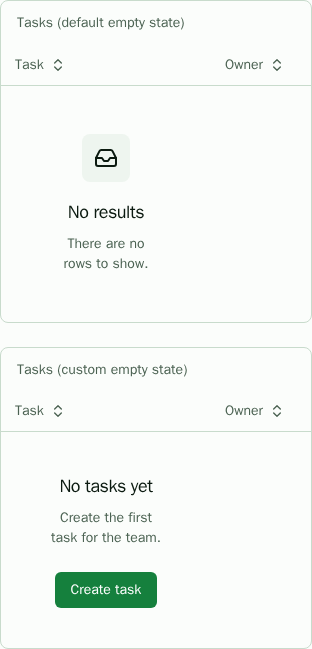 Tasks (default empty state)
Task Owner
No results
There are no
rows to show.
Tasks (custom empty state)
Task Owner
No tasks yet
Create the first
task for the team.
Create task